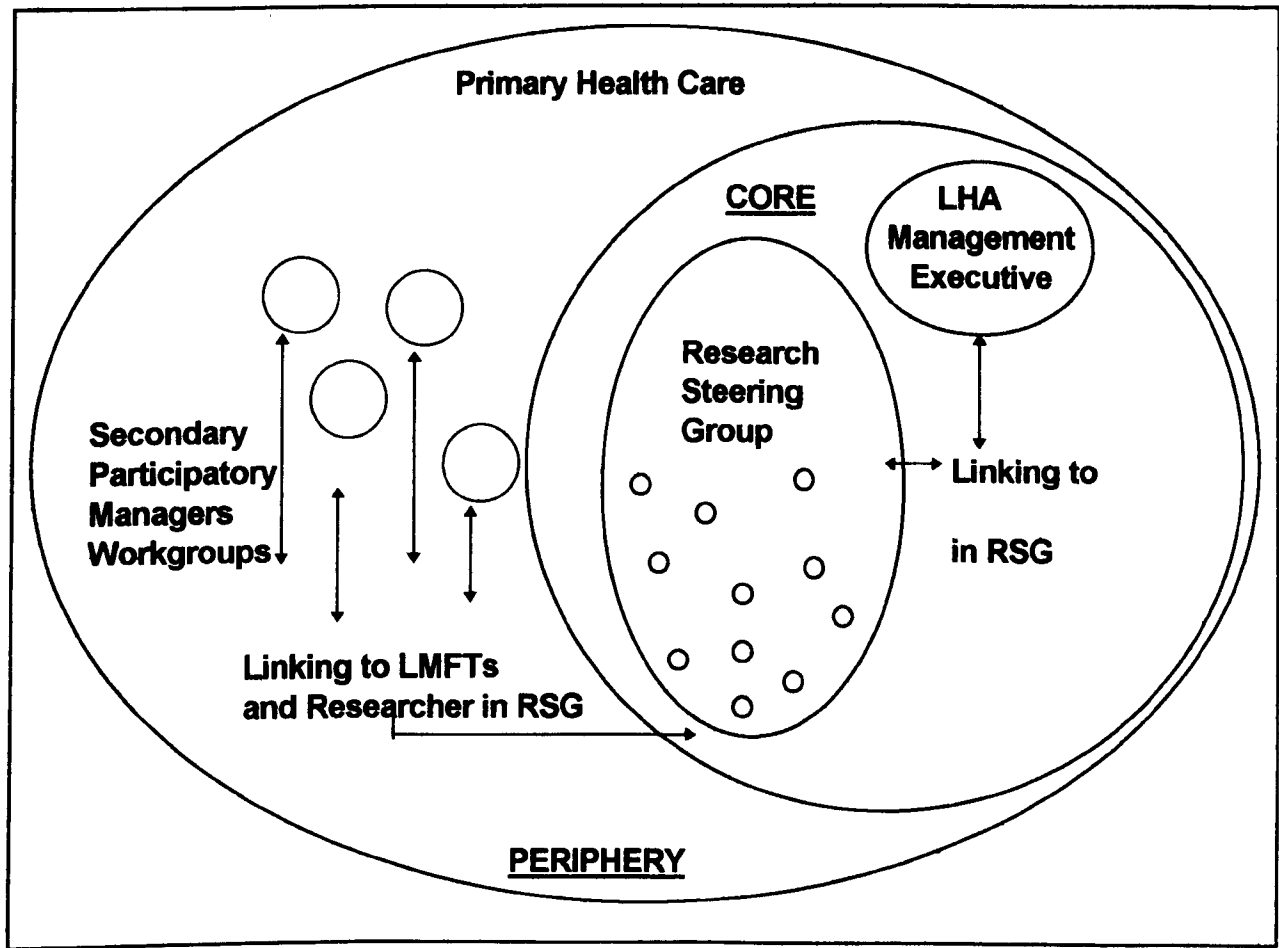 Primary Health Care
CORE
LHA
Management
Executive
Research
Steering
Group
Secondary
Participatory
Managers
Workgroups
Linking to
in RSG
Linking to LMFTs
and Researcher in RSG
PERIPHERY